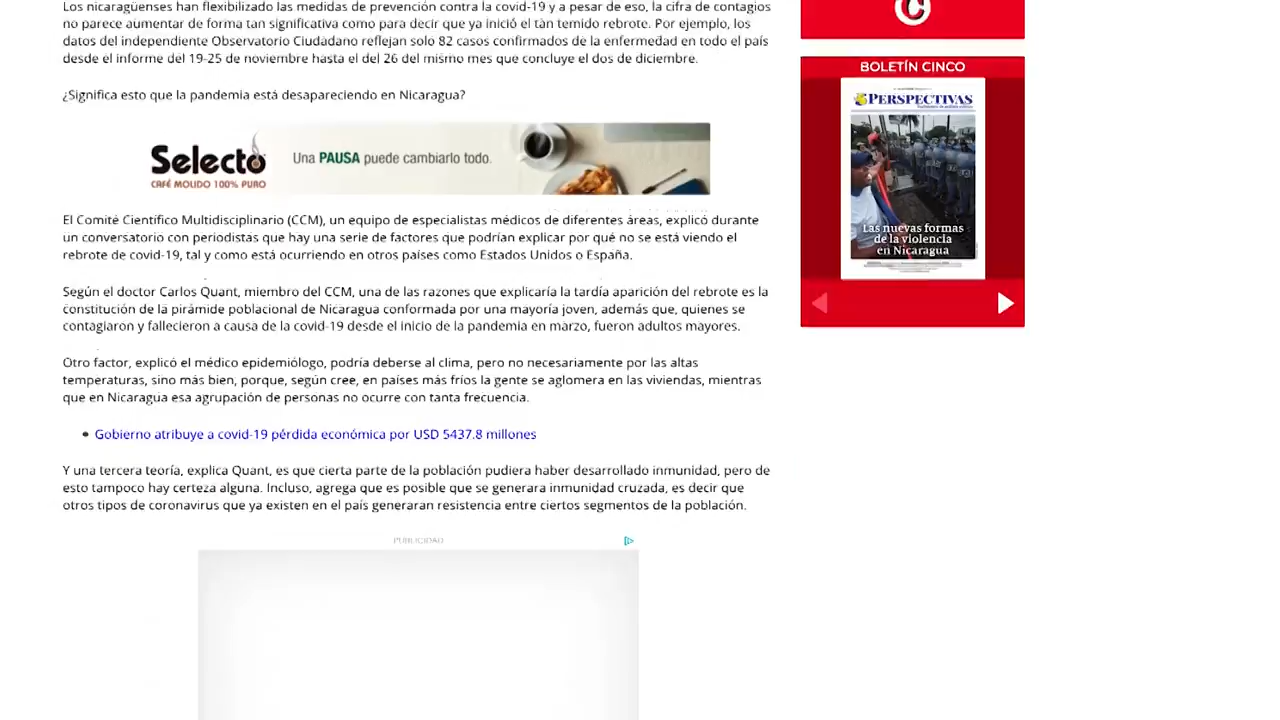 Los nicaragüenses han flexibilizado las medidas de prevención contra la covid-19 y a pesar de eso, la cifra de contagios
no parece aumentar de forma tan significativa como para decir que ya inició el tan temido rebrote. Por ejemplo, los
datos del independiente Observatorio Ciudadano reflejan solo 82 casos confirmados de la enfermedad en todo el país
desde el informe del 19-25 de noviembre hasta el del 26 del mismo mes que concluye el dos de diciembre.
¿Significa esto que la pandemia está desapareciendo en Nicaragua?
Selecto
CAFÉ MOLIDO 100% PURO
Una PAUSA puede cambiarlo todo.
El Comité Científico Multidisciplinario (CCM), un equipo de especialistas médicos de diferentes áreas, explicó durante
un conversatorio con periodistas que hay una serie de factores que podrían explicar por qué no se está viendo el
rebrote de covid-19, tal y como está ocurriendo en otros países como Estados Unidos o España.
Según el doctor Carlos Quant, miembro del CCM, una de las razones que explicaría la tardía aparición del rebrote es la
constitución de la pirámide poblacional de Nicaragua conformada por una mayoría joven, además que, quienes se
contagiaron y fallecieron a causa de la covid-19 desde el inicio de la pandemia en marzo, fueron adultos mayores.
Otro factor, explicó el médico epidemiólogo, podría deberse al clima, pero no necesariamente por las altas
temperaturas, sino más bien, porque, según cree, en países más fríos la gente se aglomera en las viviendas, mientras
que en Nicaragua esa agrupación de personas no ocurre con tanta frecuencia.
• Gobierno atribuye a covid-19 pérdida económica por USD 5437.8 millones
Y una tercera teoría, explica Quant, es que cierta parte de la población pudiera haber desarrollado inmunidad, pero de
esto tampoco hay certeza alguna. Incluso, agrega que es posible que se generara inmunidad cruzada, es decir que
otros tipos de coronavirus que ya existen en el país generaran resistencia entre ciertos segmentos de la población.
PUBLICIDAD
BOLETÍN CINCO
PERSPECTIVAS
Las nuevas formas
de la violencia
en Nicaragua